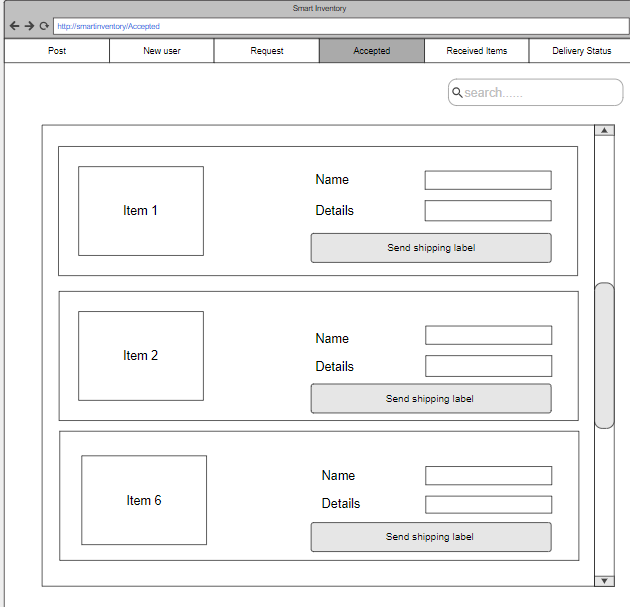 Smart Inventory
http://smartinventory/Accepted
Post New user Request Accepted Received Items Delivery Status
search......
Item 1
Name
Details
Send shipping label
Item 2
Name
Details
Send shipping label
Item 6
Name
Details
Send shipping label